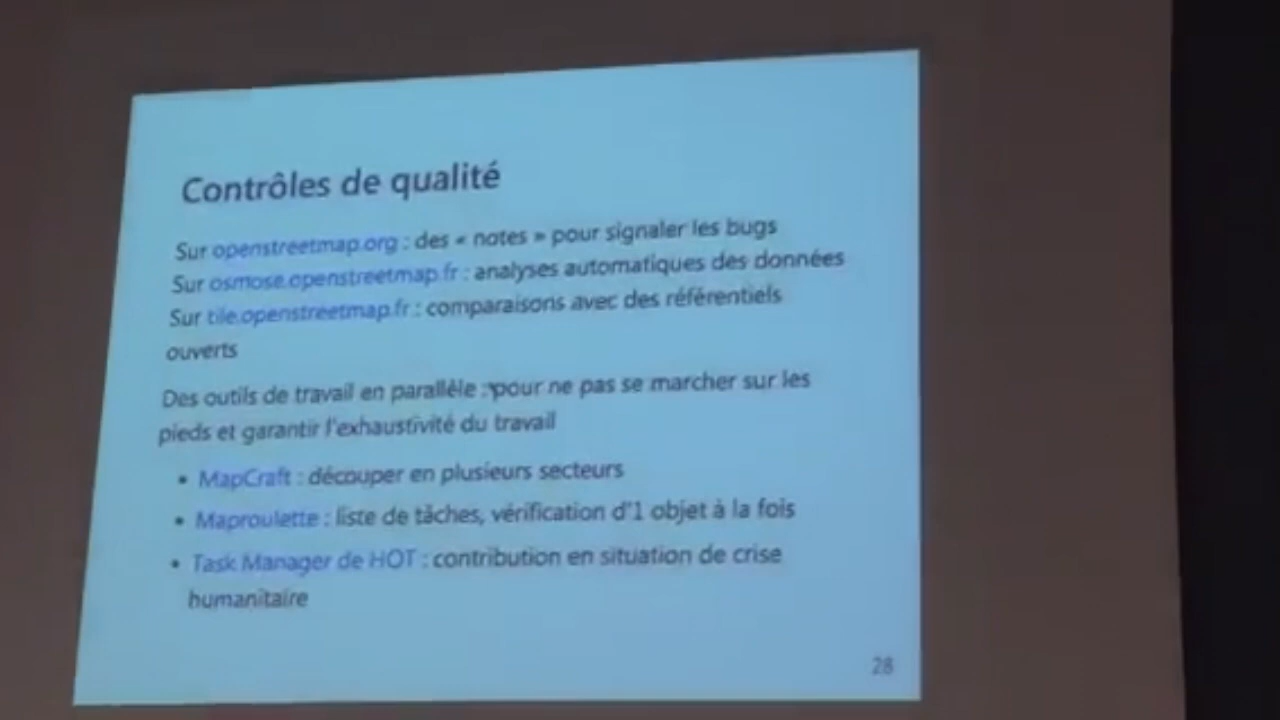 Contrôles de qualité
Sur openstreetmap.org : des « notes » pour signaler les bugs
Sur osmose.openstreetmap.fr : analyses automatiques des données
Sur tile.openstreetmap.fr : comparaisons avec des référentiels
ouverts
Des outils de travail en parallèle : pour ne pas se marcher sur les
pieds et garantir l'exhaustivité du travail
• MapCraft : découper en plusieurs secteurs
• Maproulette : liste de tâches, vérification d'1 objet à la fois
• Task Manager de HOT : contribution en situation de crise
humanitaire
28